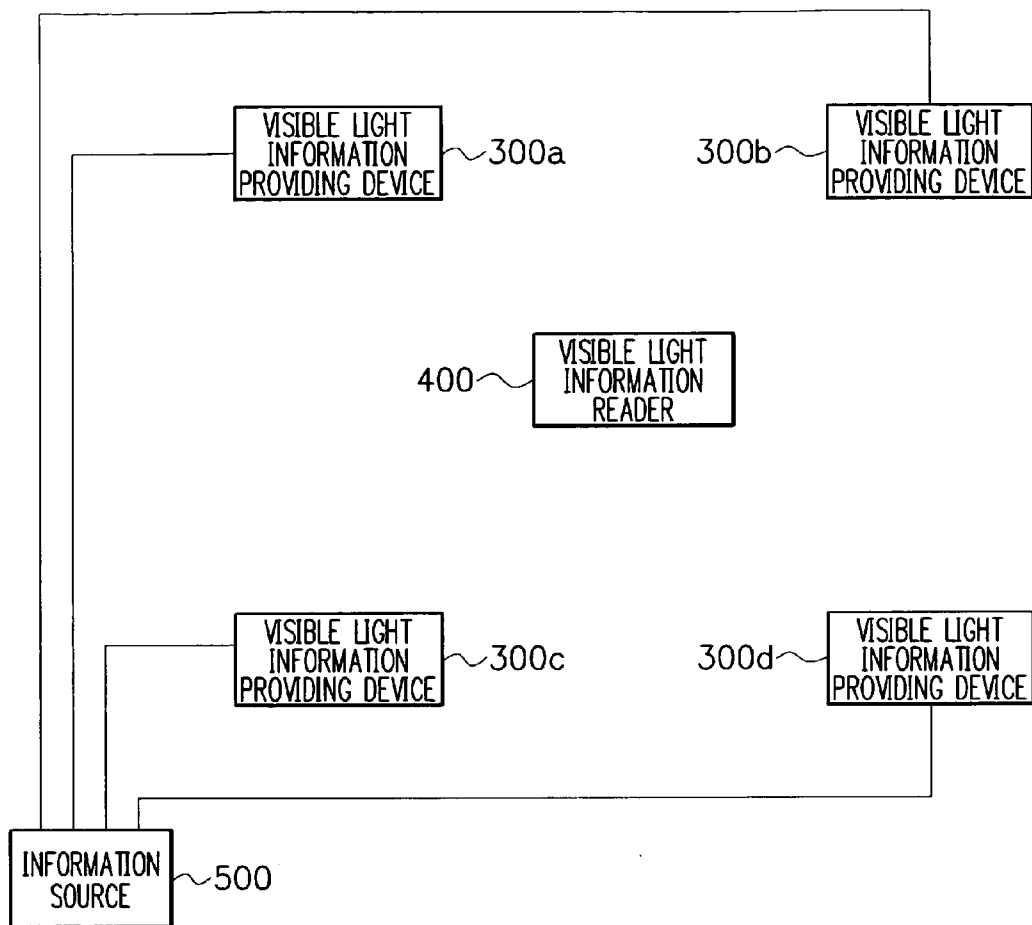 VISIBLE LIGHT
INFORMATION
PROVIDING DEVICE
300a
300b
VISIBLE LIGHT
INFORMATION
PROVIDING DEVICE
400
VISIBLE LIGHT
INFORMATION
READER
VISIBLE LIGHT
INFORMATION
PROVIDING DEVICE
300c
300d
VISIBLE LIGHT
INFORMATION
PROVIDING DEVICE
INFORMATION
SOURCE
500